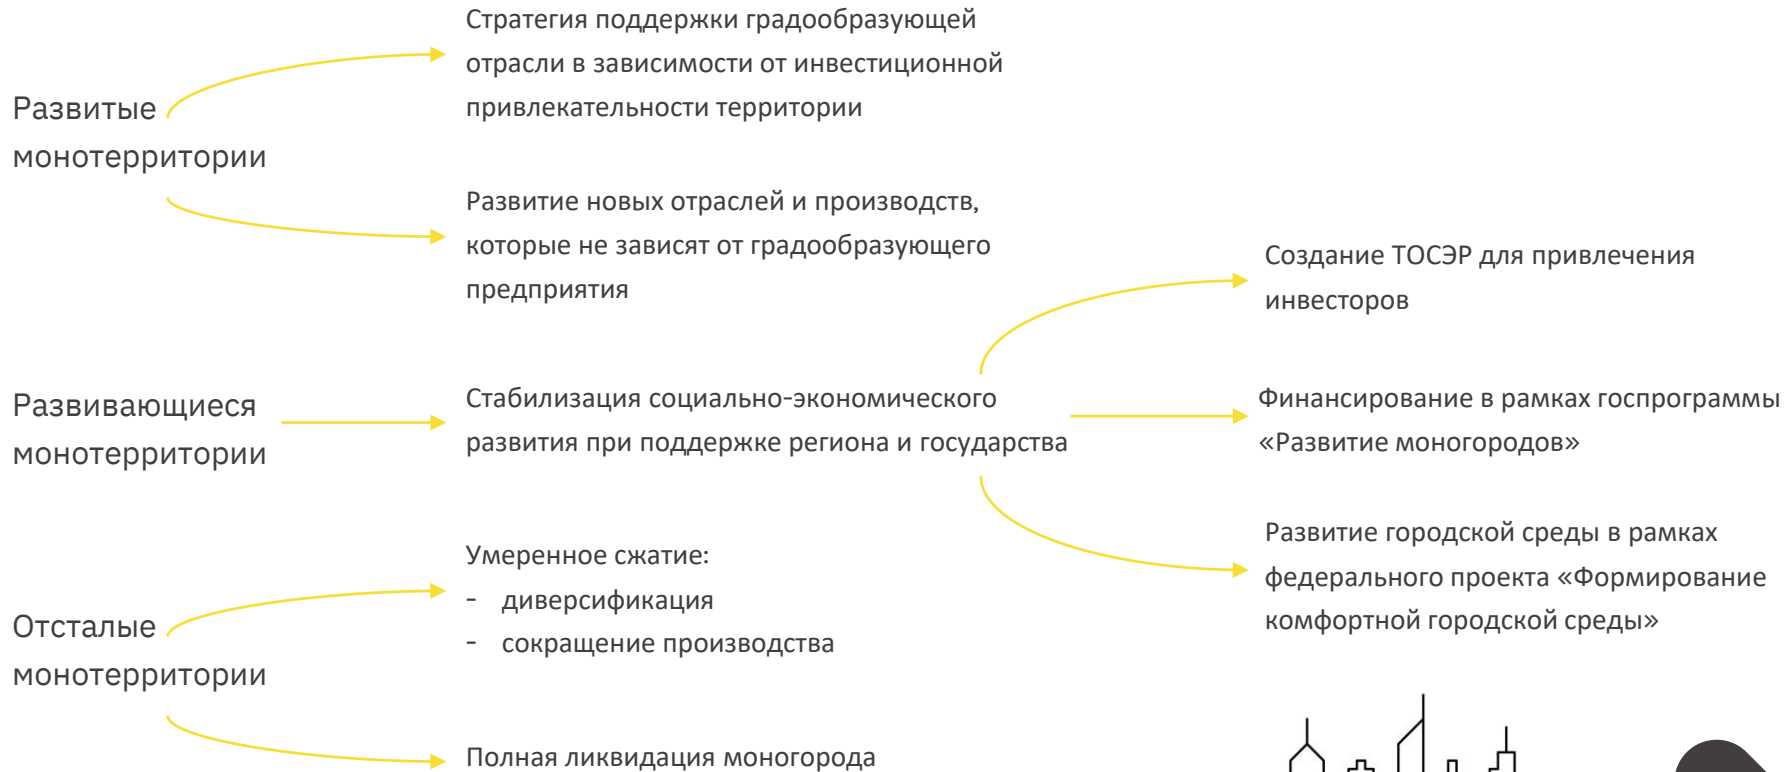 Развитые
монотерритории
Стратегия поддержки градообразующей
отрасли в зависимости от инвестиционной
привлекательности территории
Развитие новых отраслей и производств,
которые не зависят от градообразующего
предприятия
Развивающиеся
монотерритории
Стабилизация социально-экономического
развития при поддержке региона и государства
Создание ТОСЭР для привлечения
инвесторов
Финансирование в рамках госпрограммы
«Развитие моногородов»
Развитие городской среды в рамках
федерального проекта «Формирование
комфортной городской среды»
Отсталые
монотерритории
Умеренное сжатие:
- диверсификация
- сокращение производства
Полная ликвидация моногорода